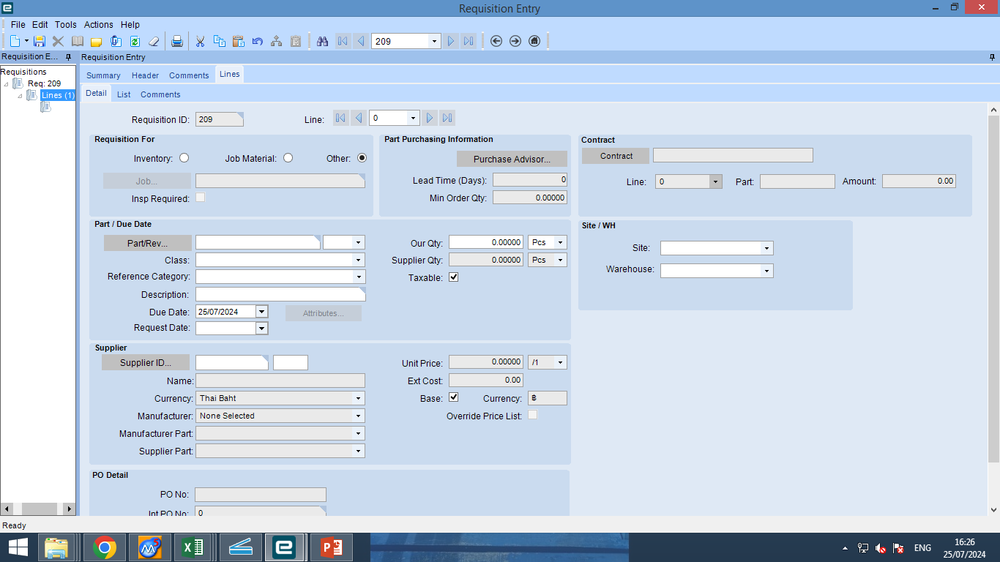 Requisition Entry
File Edit Tools Actions Help
209
Requisition E... Requisition Entry
Requisitions
Req: 209
Lines (1)
Summary Header Comments Lines
Detail List Comments
Requisition ID: 209 Line: 0
Requisition For
Inventory: Job Material: Other:
Job...
Insp Required:
Part Purchasing Information
Purchase Advisor...
Lead Time (Days): 0
Min Order Qty: 0.00000
Contract
Contract
Line: 0 Part: Amount: 0.00
Part / Due Date
Part/Rev... Our Qty: 0.00000 Pcs
Class: Supplier Qty: 0.00000 Pcs
Reference Category: Taxable:
Description:
Due Date: 25/07/2024 Attributes...
Request Date:
Site / WH
Site:
Warehouse:
Supplier
Supplier ID... Unit Price: 0.00000 /1
Name: Ext Cost: 0.00
Currency: Thai Baht Base: Currency: ฿
Manufacturer: None Selected Override Price List:
Manufacturer Part:
Supplier Part:
PO Detail
PO No:
Int PO No: 0
Ready
ENG 16:26
25/07/2024